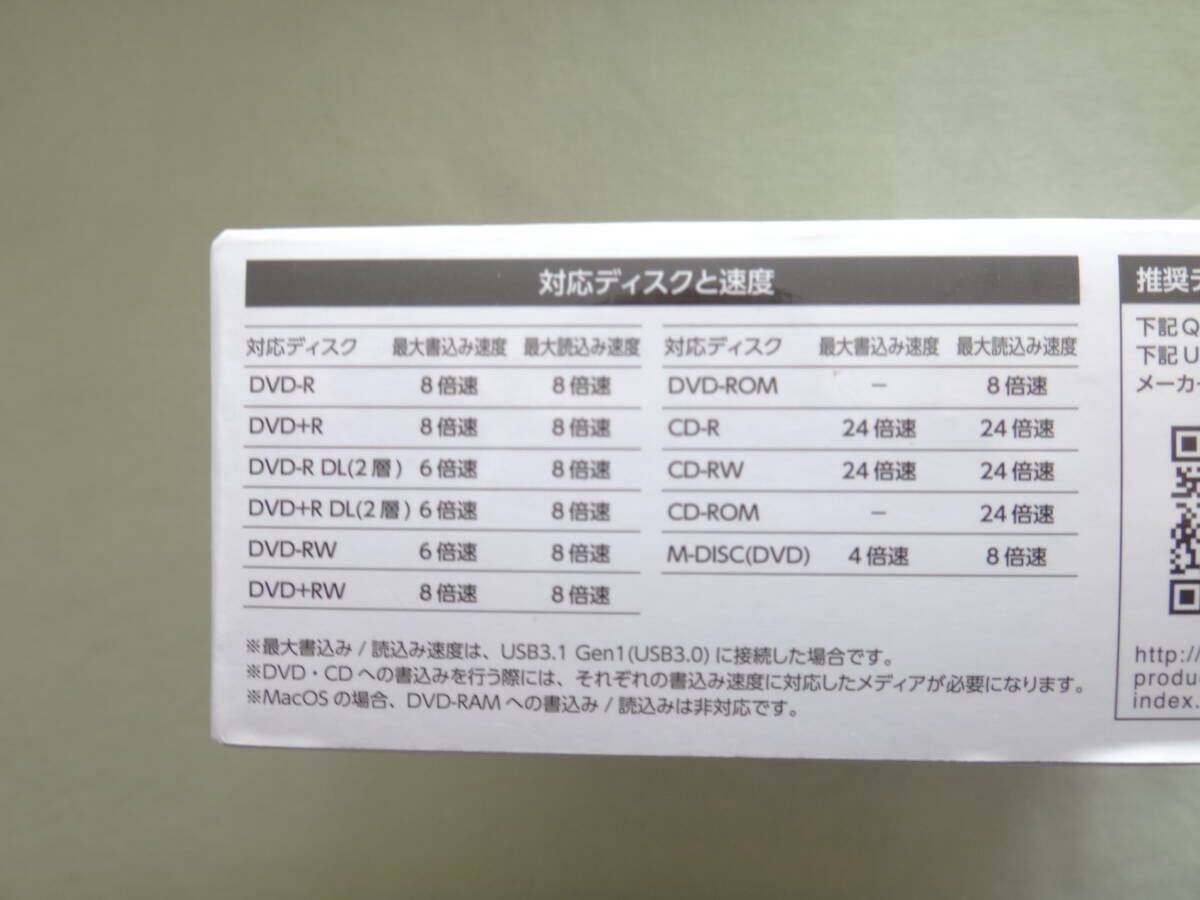 対応ディスクと速度
対応ディスク 最大書込み速度 最大読込み速度
DVD-R 8倍速 8倍速
DVD+R 8倍速 8倍速
DVD-R DL(2層) 6倍速 8倍速
DVD+R DL(2層) 6倍速 8倍速
DVD-RW 6倍速 8倍速
DVD+RW 8倍速 8倍速
対応ディスク 最大書込み速度 最大読込み速度
DVD-ROM − 8倍速
CD-R 24倍速 24倍速
CD-RW 24倍速 24倍速
CD-ROM − 24倍速
M-DISC(DVD) 4倍速 8倍速
※最大書込み/読込み速度は、USB3.1 Gen1(USB3.0)に接続した場合です。
※DVD・CDへの書込みを行う際には、それぞれの書込み速度に対応したメディアが必要になります。
※MacOSの場合、DVD-RAMへの書込み/読込みは非対応です。
推奨
下記Q
下記U
メーカー
http://
produ
index.